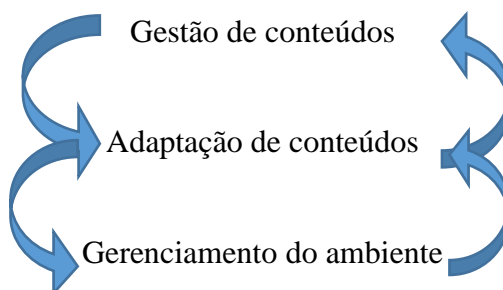 Gestão de conteúdos
Adaptação de conteúdos
Gerenciamento do ambiente